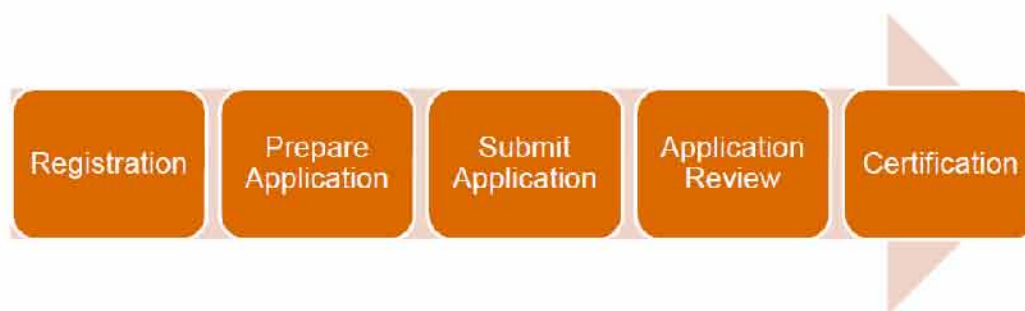 Registration
Prepare
Application
Submit
Application
Application
Review
Certification